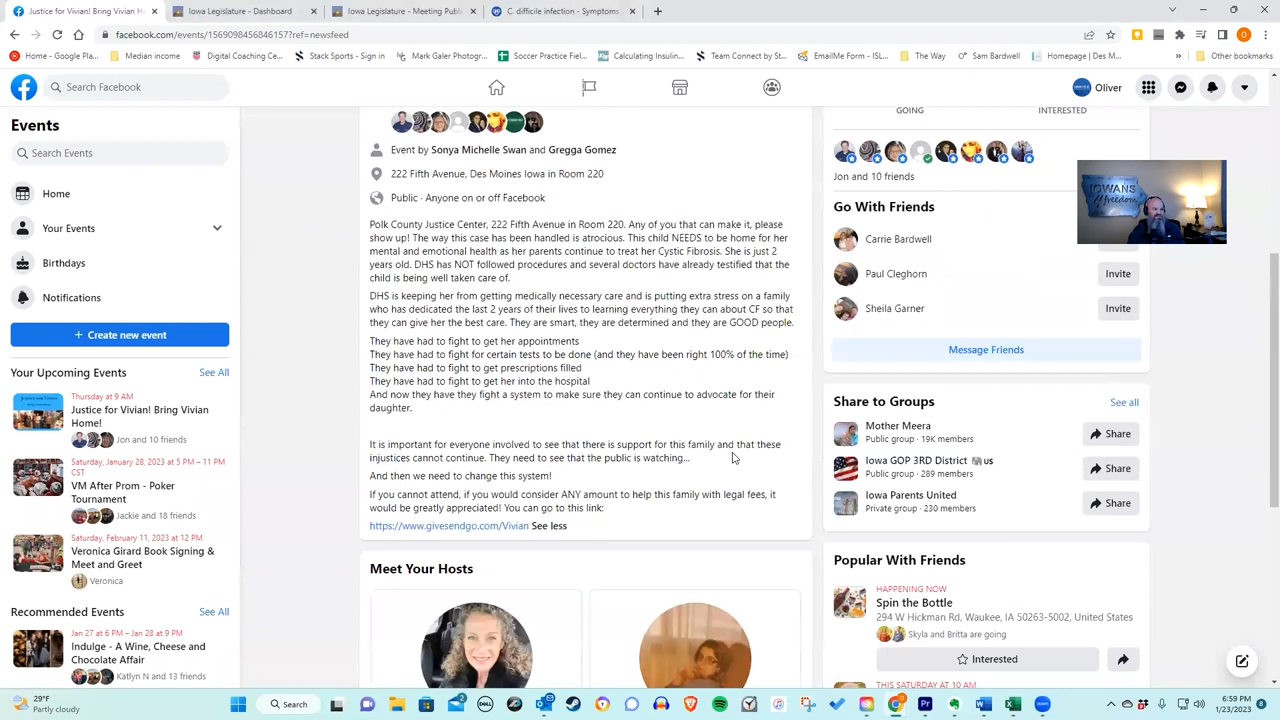 Justice for Vivian! Bring Vivian H
Iowa Legislature - Dashboard
Iowa Legislature - Meeting Publ
C. difficile infection - Symptoms
facebook.com/events/1569098456846157?ref=newsfeed
Home - Google Pla...
Median income
Digital Coaching Ce...
Stack Sports - Sign in
Mark Galer Photogr...
Soccer Practice Fiel...
Calculating Insulin...
Team Connect by St...
EmailMe Form - ISL...
The Way
Sam Bardwell
Homepage | Des M...
Other bookmarks
Search Facebook
Oliver
Events
Search Events
Home
Your Events
Birthdays
Notifications
+ Create new event
Your Upcoming Events
See All
Thursday at 9 AM
Justice for Vivian! Bring Vivian
Home!
Jon and 10 friends
Saturday, January 28, 2023 at 5 PM – 11 PM
CST
VM After Prom - Poker
Tournament
Jackie and 18 friends
Saturday, February 11, 2023 at 12 PM
Veronica Girard Book Signing &
Meet and Greet
Veronica
Recommended Events
See All
Jan 27 at 6 PM – Jan 28 at 9 PM
Indulge - A Wine, Cheese and
Chocolate Affair
Katlyn N and 13 friends
Event by Sonya Michelle Swan and Gregga Gomez
222 Fifth Avenue, Des Moines Iowa in Room 220
Public · Anyone on or off Facebook
Polk County Justice Center, 222 Fifth Avenue in Room 220. Any of you that can make it, please
show up! The way this case has been handled is atrocious. This child NEEDS to be home for her
mental and emotional health as her parents continue to treat her Cystic Fibrosis. She is just 2
years old. DHS has NOT followed procedures and several doctors have already testified that the
child is being well taken care of.
DHS is keeping her from getting medically necessary care and is putting extra stress on a family
who has dedicated the last 2 years of their lives to learning everything they can about CF so that
they can give her the best care. They are smart, they are determined and they are GOOD people.
They have had to fight to get her appointments
They have had to fight for certain tests to be done (and they have been right 100% of the time)
They have had to fight to get prescriptions filled
They have had to fight to get her into the hospital
And now they have they fight a system to make sure they can continue to advocate for their
daughter.
It is important for everyone involved to see that there is support for this family and that these
injustices cannot continue. They need to see that the public is watching...
And then we need to change this system!
If you cannot attend, if you would consider ANY amount to help this family with legal fees, it
would be greatly appreciated! You can go to this link:
https://www.givesendgo.com/Vivian See less
Meet Your Hosts
GOING
INTERESTED
Jon and 10 friends
Go With Friends
Carrie Bardwell
Paul Cleghorn
Invite
Sheila Garner
Invite
Message Friends
IOWANS
freedom
Share to Groups
See all
Mother Meera
Public group · 19K members
Share
Iowa GOP 3RD District us
Public group · 289 members
Share
Iowa Parents United
Private group · 230 members
Share
Popular With Friends
HAPPENING NOW
Spin the Bottle
294 W Hickman Rd, Waukee, IA 50263-5002, United States
Skyla and Britta are going
Interested
THIS SATURDAY AT 10 AM
29°F
Partly cloudy
Search
6:59 PM
1/23/2023